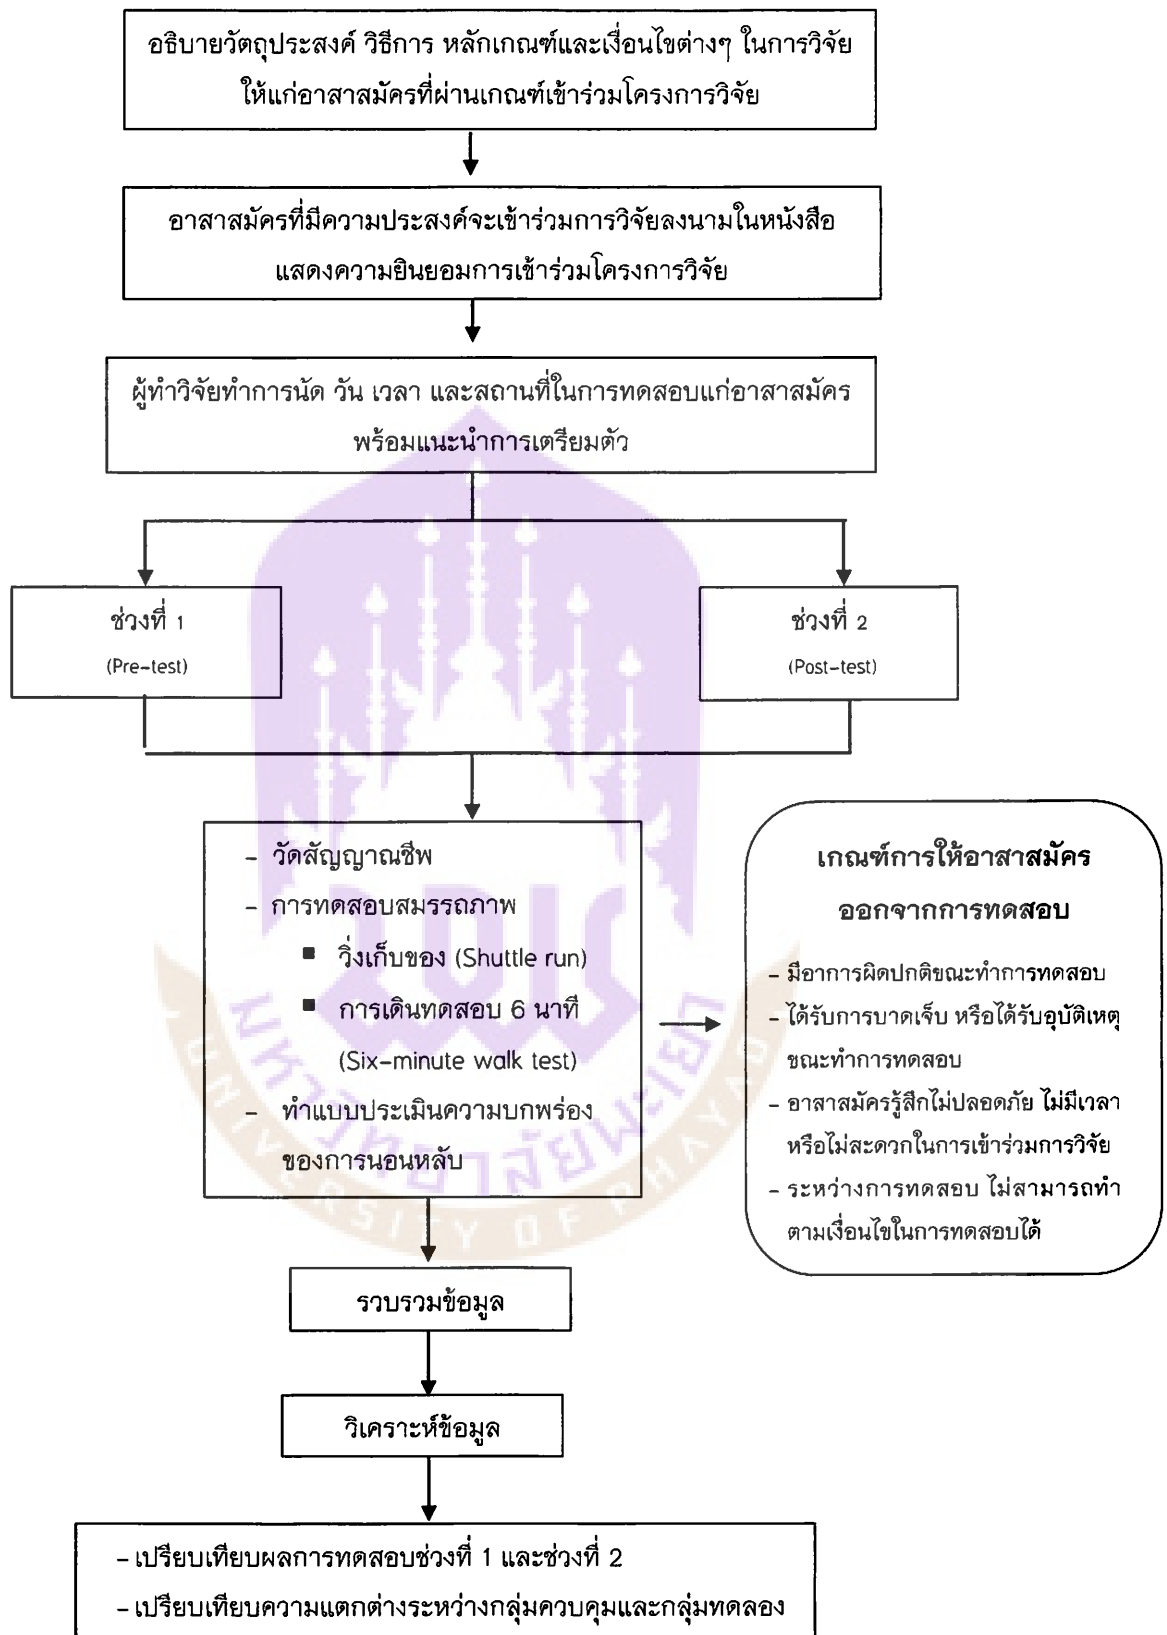 อธิบายวัตถุประสงค์ วิธีการ หลักเกณฑ์และเงื่อนไขต่างๆ ในการวิจัย
ให้แก่อาสาสมัครที่ผ่านเกณฑ์เข้าร่วมโครงการวิจัย
อาสาสมัครที่มีความประสงค์จะเข้าร่วมการวิจัยลงนามในหนังสือ
แสดงความยินยอมการเข้าร่วมโครงการวิจัย
ผู้ทำวิจัยทำการนัด วัน เวลา และสถานที่ในการทดสอบแก่อาสาสมัคร
พร้อมแนะนำการเตรียมตัว
ช่วงที่ 1
(Pre-test)
ช่วงที่ 2
(Post-test)
- วัดสัญญาณชีพ
- การทดสอบสมรรถภาพ
■ วิ่งเก็บของ (Shuttle run)
■ การเดินทดสอบ 6 นาที
(Six-minute walk test)
- ทำแบบประเมินความบกพร่อง
ของการนอนหลับ
เกณฑ์การให้อาสาสมัคร
ออกจากการทดสอบ
- มีอาการผิดปกติขณะทำการทดสอบ
- ได้รับการบาดเจ็บ หรือได้รับอุบัติเหตุ
ขณะทำการทดสอบ
- อาสาสมัครรู้สึกไม่ปลอดภัย ไม่มีเวลา
หรือไม่สะดวกในการเข้าร่วมการวิจัย
- ระหว่างการทดสอบ ไม่สามารถทำ
ตามเงื่อนไขในการทดสอบได้
มหาวิทยาลัยพะเยา
UNIVERSITY OF PHAYAO
รวบรวมข้อมูล
วิเคราะห์ข้อมูล
- เปรียบเทียบผลการทดสอบช่วงที่ 1 และช่วงที่ 2
- เปรียบเทียบความแตกต่างระหว่างกลุ่มควบคุมและกลุ่มทดลอง